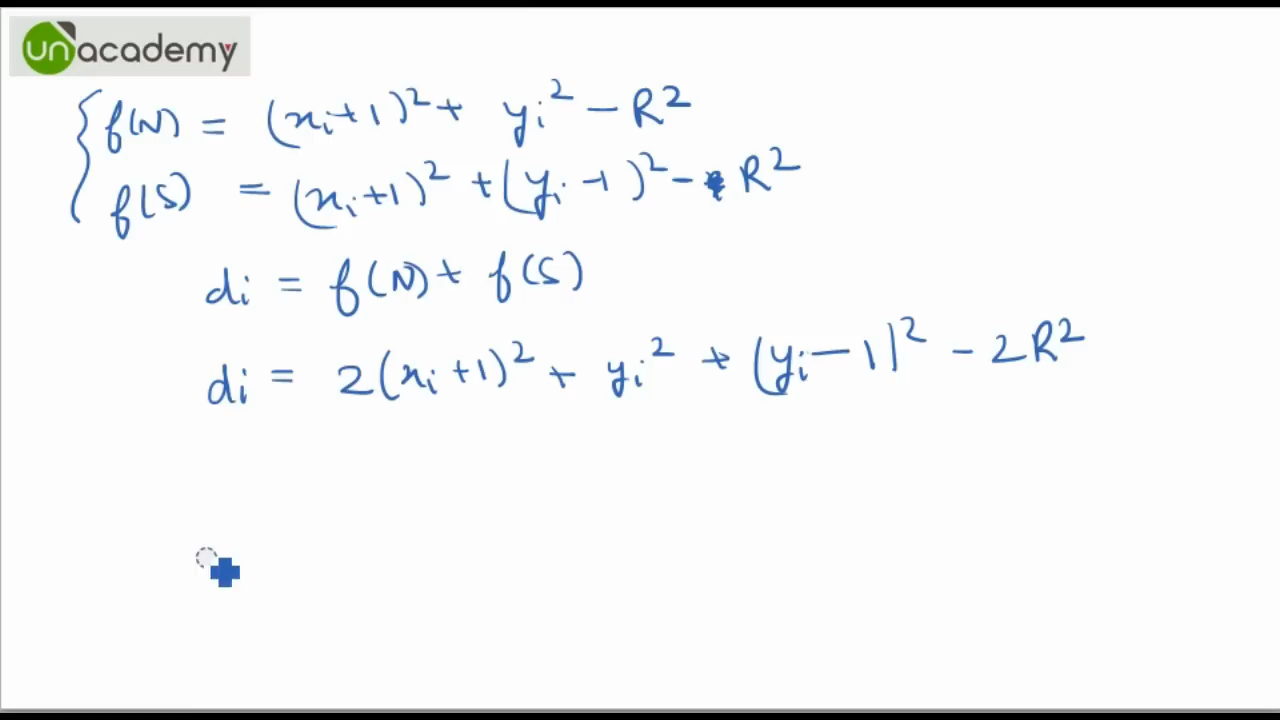 unacademy
f(N) = (xi+1)² + yi² − R²
f(S) = (xi+1)² + (yi−1)² − R²
di = f(N) + f(S)
di = 2(xi+1)² + yi² + (yi−1)² − 2R²